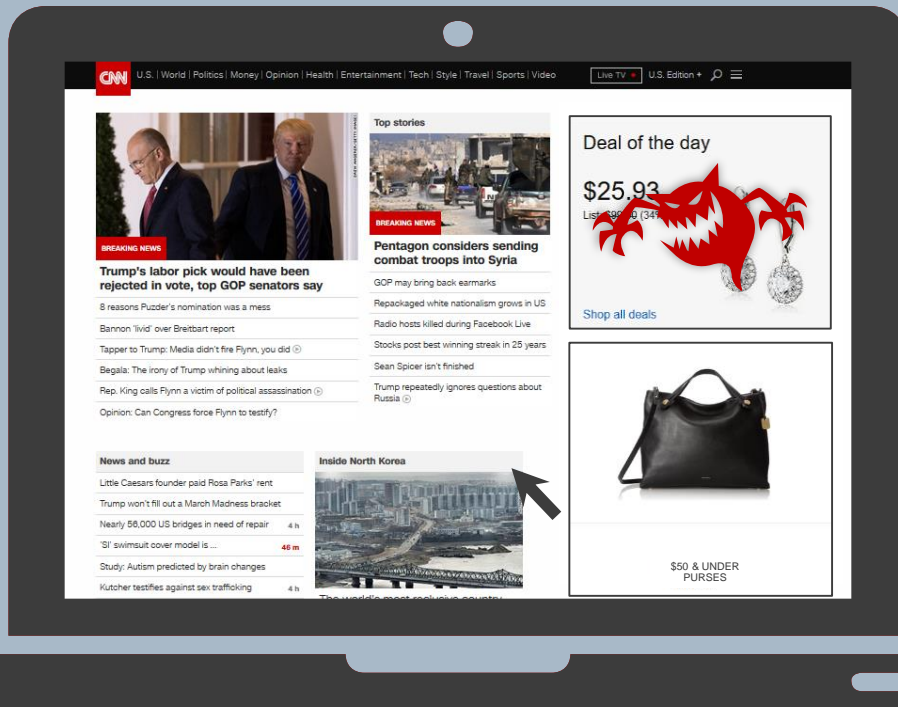 CNN U.S. | World | Politics | Money | Opinion | Health | Entertainment | Tech | Style | Travel | Sports | Video Live TV U.S. Edition +
BREAKING NEWS
Trump's labor pick would have been
rejected in vote, top GOP senators say
8 reasons Puzder's nomination was a mess
Bannon 'livid' over Breitbart report
Tapper to Trump: Media didn't fire Flynn, you did
Begala: The irony of Trump whining about leaks
Rep. King calls Flynn a victim of political assassination
Opinion: Can Congress force Flynn to testify?
Top stories
BREAKING NEWS
Pentagon considers sending
combat troops into Syria
GOP may bring back earmarks
Repackaged white nationalism grows in US
Radio hosts killed during Facebook Live
Stocks post best winning streak in 25 years
Sean Spicer isn't finished
Trump repeatedly ignores questions about
Russia
Deal of the day
$25.93
Shop all deals
$50 & UNDER
PURSES
News and buzz
Little Caesars founder paid Rosa Parks' rent
Trump won't fill out a March Madness bracket
Nearly 56,000 US bridges in need of repair 4 h
'SI' swimsuit cover model is ... 46 m
Study: Autism predicted by brain changes
Kutcher testifies against sex trafficking 4 h
Inside North Korea
The world's most reclusive country